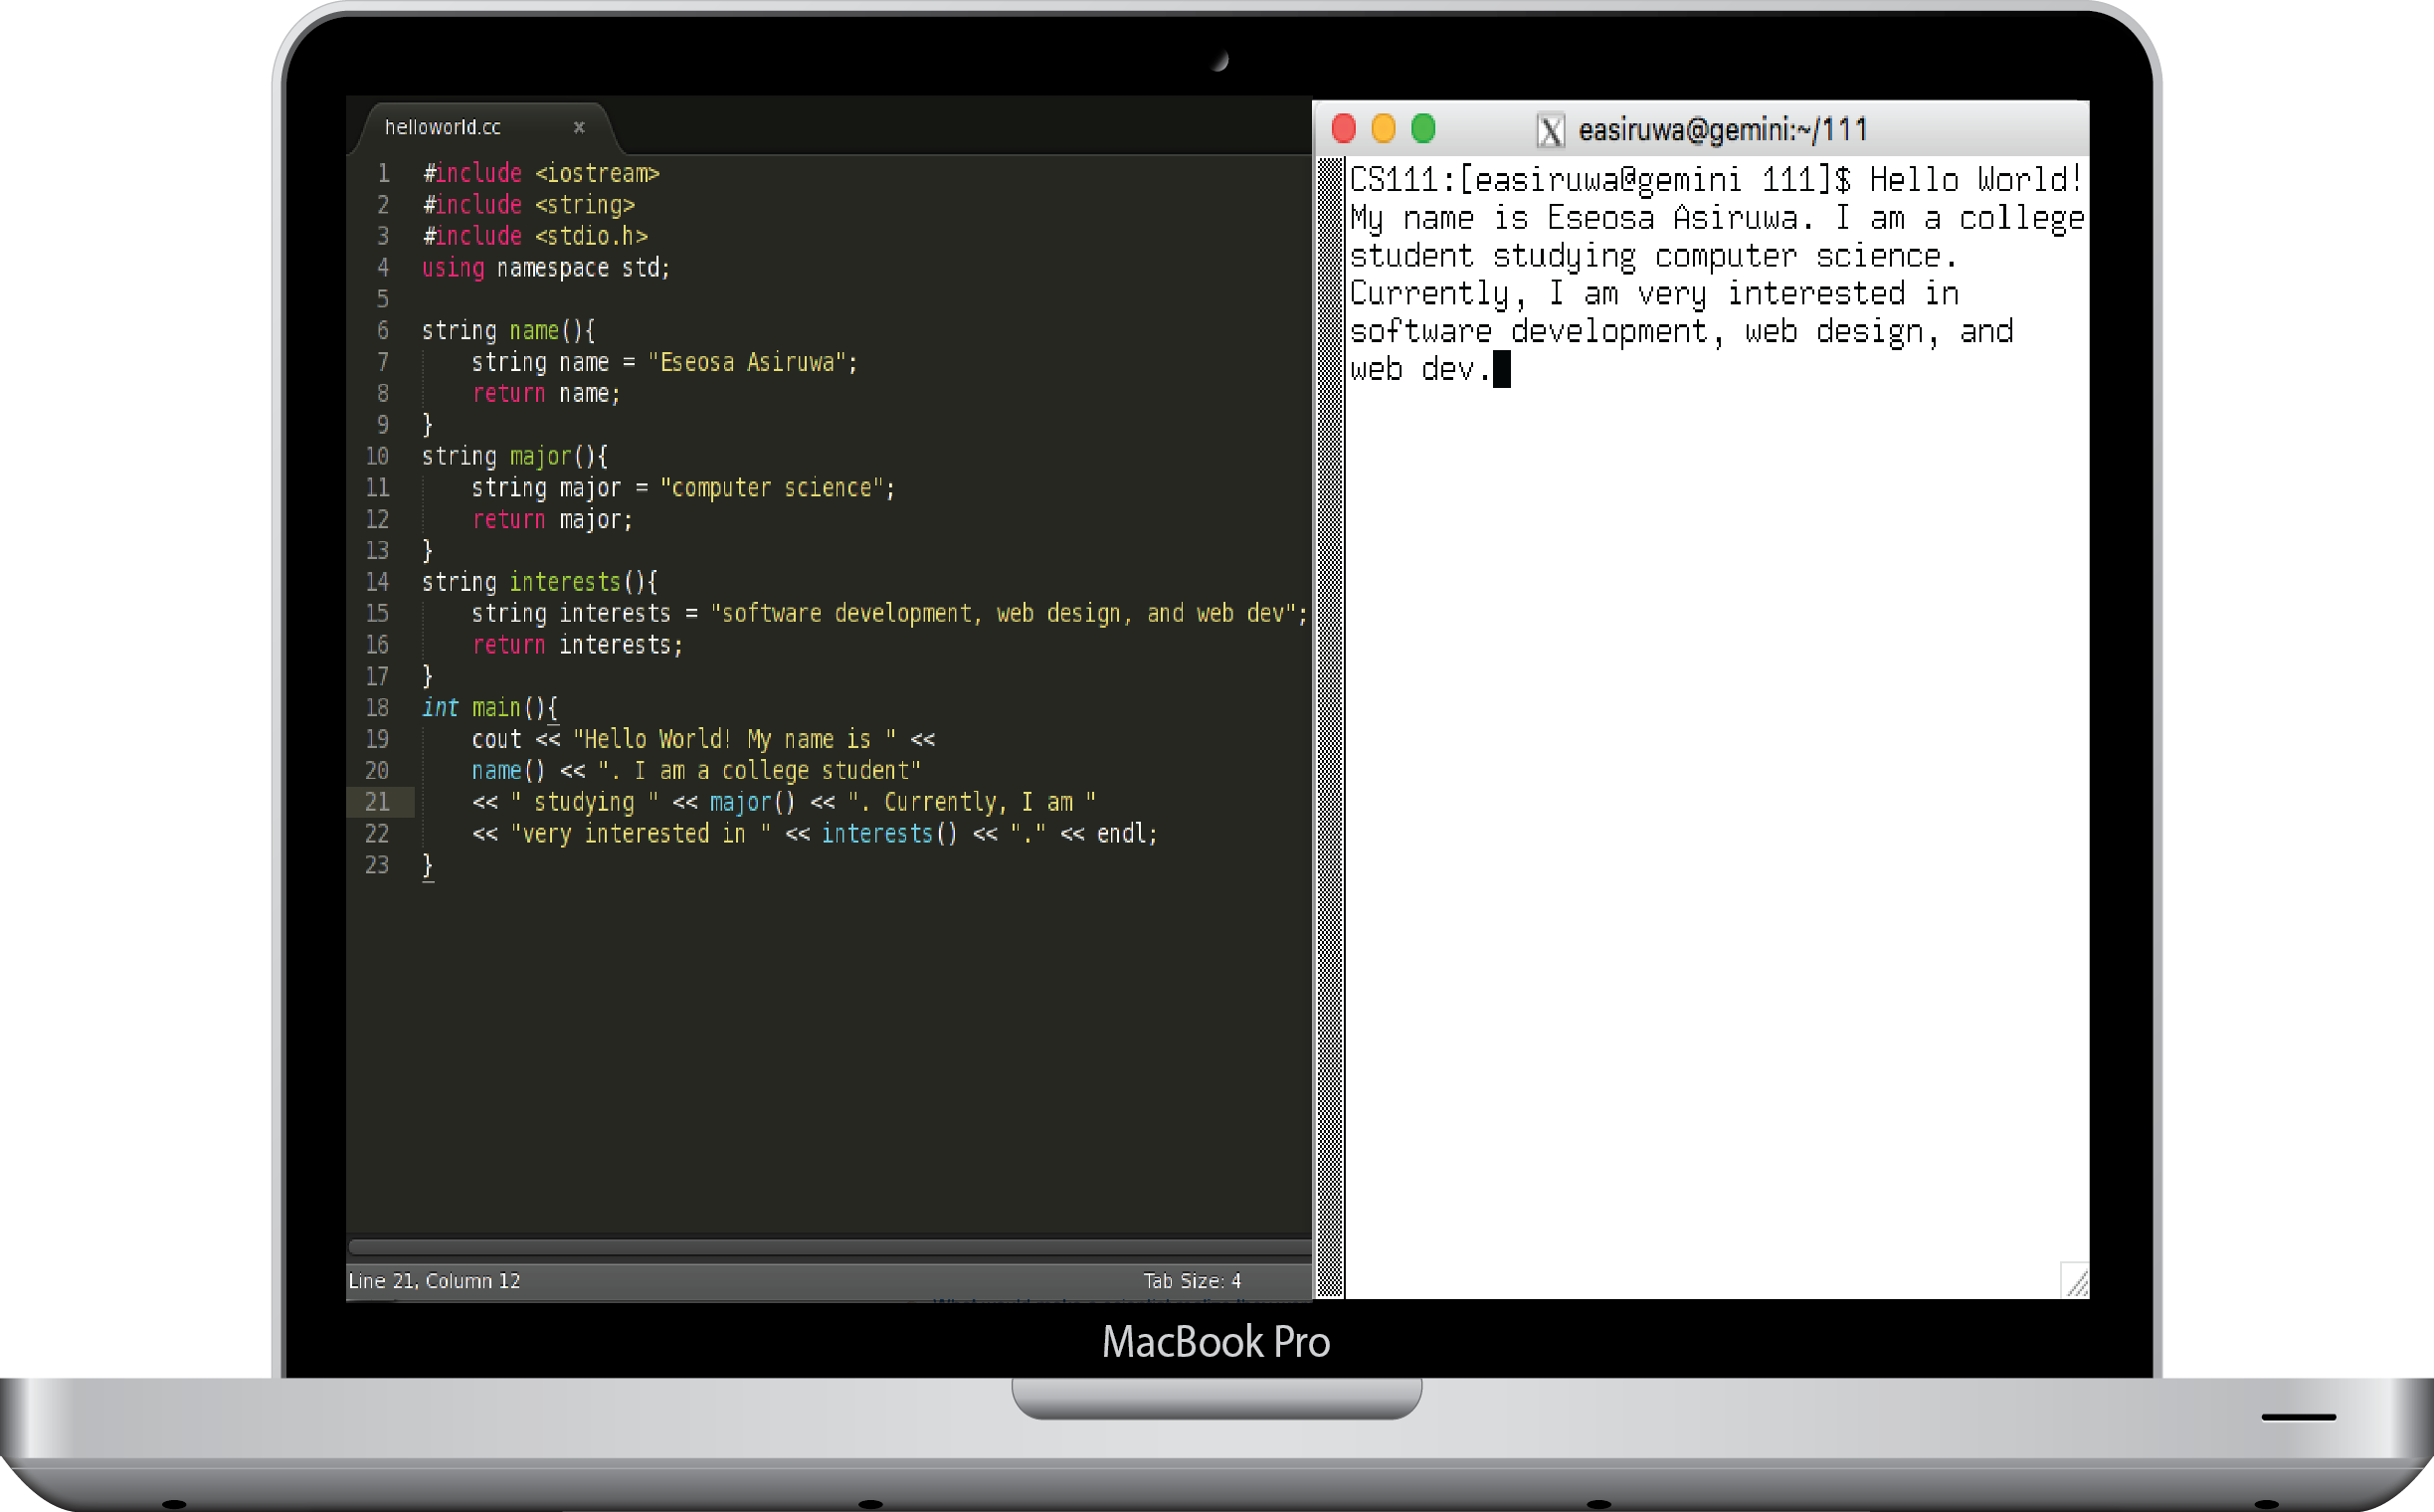 helloworld.cc x
1 #include <iostream>
2 #include <string>
3 #include <stdio.h>
4 using namespace std;
5
6 string name(){
7     string name = "Eseosa Asiruwa";
8     return name;
9 }
10 string major(){
11     string major = "computer science";
12     return major;
13 }
14 string interests(){
15     string interests = "software development, web design, and web dev";
16     return interests;
17 }
18 int main(){
19     cout << "Hello World! My name is " <<
20     name() << ". I am a college student"
21     << " studying " << major() << ". Currently, I am "
22     << "very interested in " << interests() << "." << endl;
23 }
Line 21, Column 12
Tab Size: 4
X easiruwa@gemini:~/111
CS111:[easiruwa@gemini 111]$ Hello World!
My name is Eseosa Asiruwa. I am a college
student studying computer science.
Currently, I am very interested in
software development, web design, and
web dev.
MacBook Pro